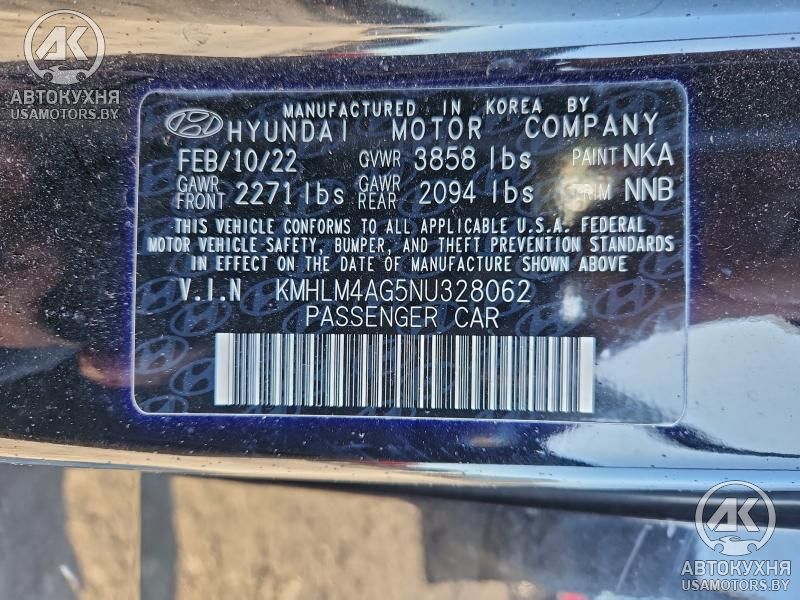 AK
АВТОКУХНЯ
USAMOTORS.BY
MANUFACTURED IN KOREA BY
HYUNDAI MOTOR COMPANY
FEB/10/22 GVWR 3858 lbs PAINT NKA
GAWR FRONT 2271 lbs GAWR REAR 2094 lbs TRIM NNB
THIS VEHICLE CONFORMS TO ALL APPLICABLE U.S.A. FEDERAL
MOTOR VEHICLE SAFETY, BUMPER, AND THEFT PREVENTION STANDARDS
IN EFFECT ON THE DATE OF MANUFACTURE SHOWN ABOVE
V.I.N KMHLM4AG5NU328062
PASSENGER CAR
AK
АВТОКУХНЯ
USAMOTORS.BY